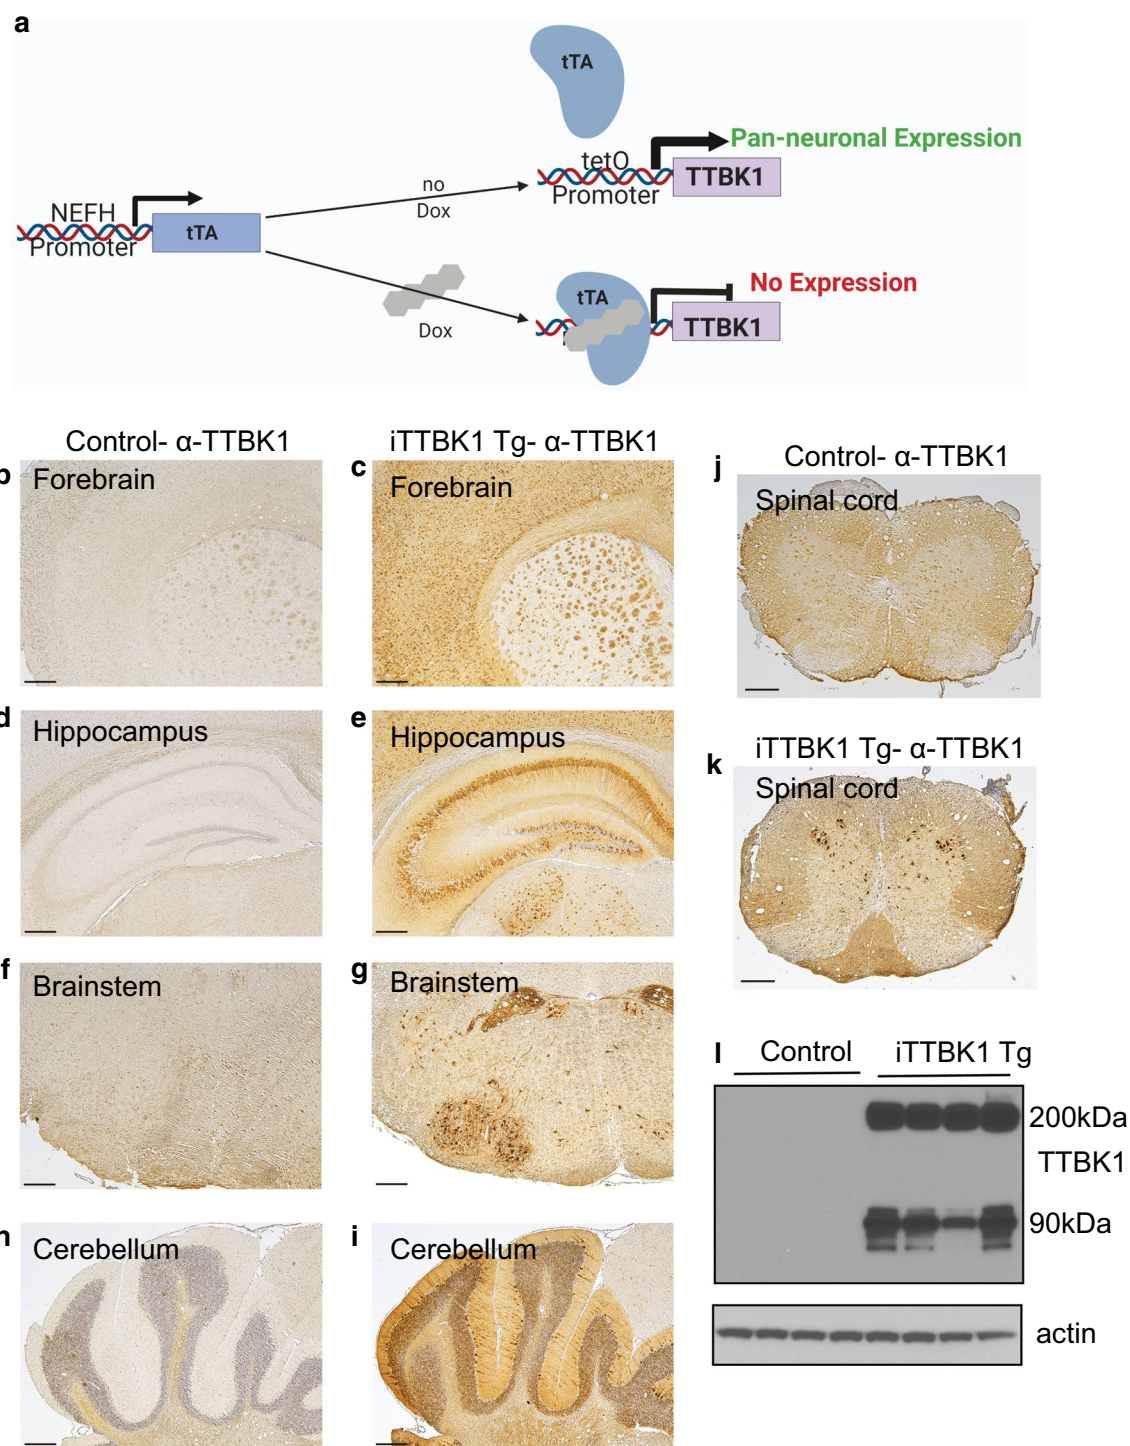 a
tTA
Pan-neuronal Expression
tetO
Promoter
TTBK1
no
Dox
NEFH
Promoter
tTA
No Expression
tTA
TTBK1
Dox
Control- α-TTBK1
iTTBK1 Tg- α-TTBK1
b
Forebrain
c
Forebrain
j
Control- α-TTBK1
Spinal cord
d
Hippocampus
e
Hippocampus
k
iTTBK1 Tg- α-TTBK1
Spinal cord
f
Brainstem
g
Brainstem
l
Control
iTTBK1 Tg
200kDa
TTBK1
90kDa
h
Cerebellum
i
Cerebellum
actin